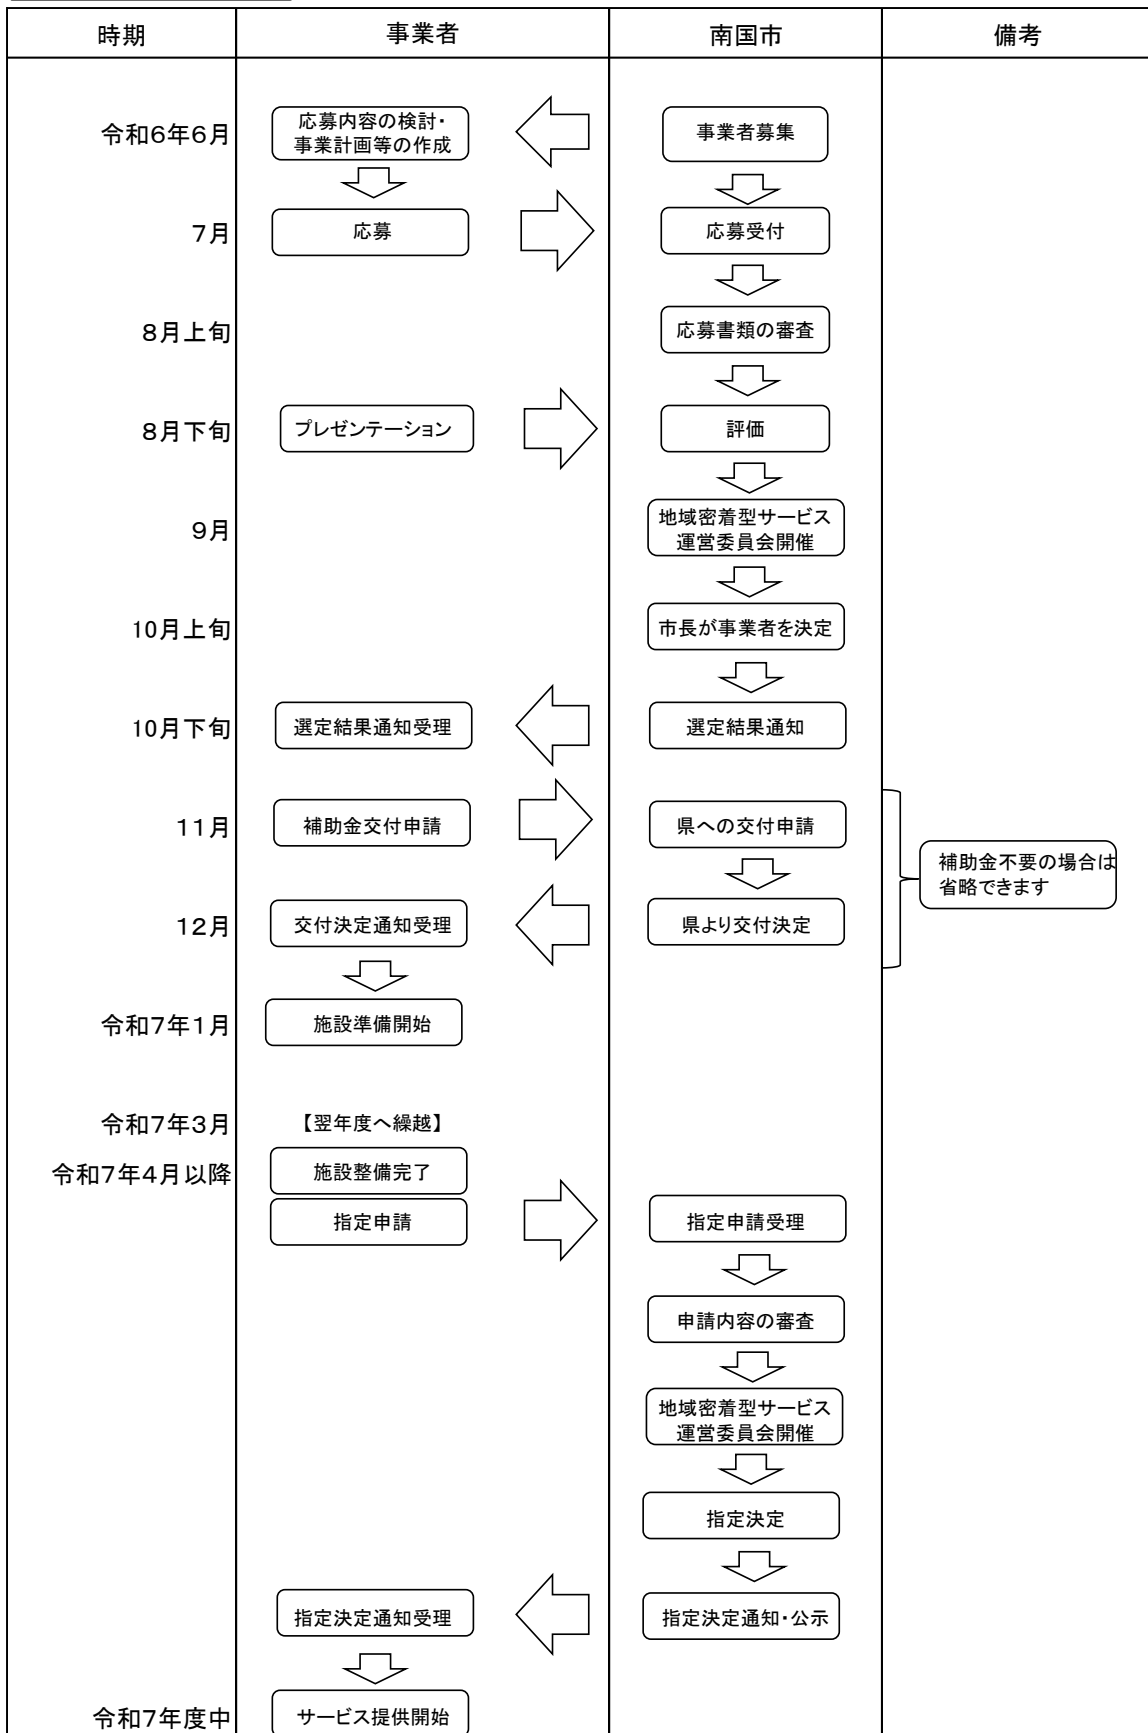 時期 事業者 南国市 備考
令和6年6月 応募内容の検討・ 事業者募集
事業計画等の作成
7月 応募 応募受付
8月上旬 応募書類の審査
8月下旬 プレゼンテーション 評価
9月 地域密着型サービス
運営委員会開催
10月上旬 市長が事業者を決定
10月下旬 選定結果通知受理 選定結果通知
11月 補助金交付申請 県への交付申請
補助金不要の場合は
省略できます
12月 交付決定通知受理 県より交付決定
令和7年1月 施設準備開始
令和7年3月 【翌年度へ繰越】
令和7年4月以降 施設整備完了
指定申請 指定申請受理
申請内容の審査
地域密着型サービス
運営委員会開催
指定決定
指定決定通知受理 指定決定通知・公示
令和7年度中 サービス提供開始